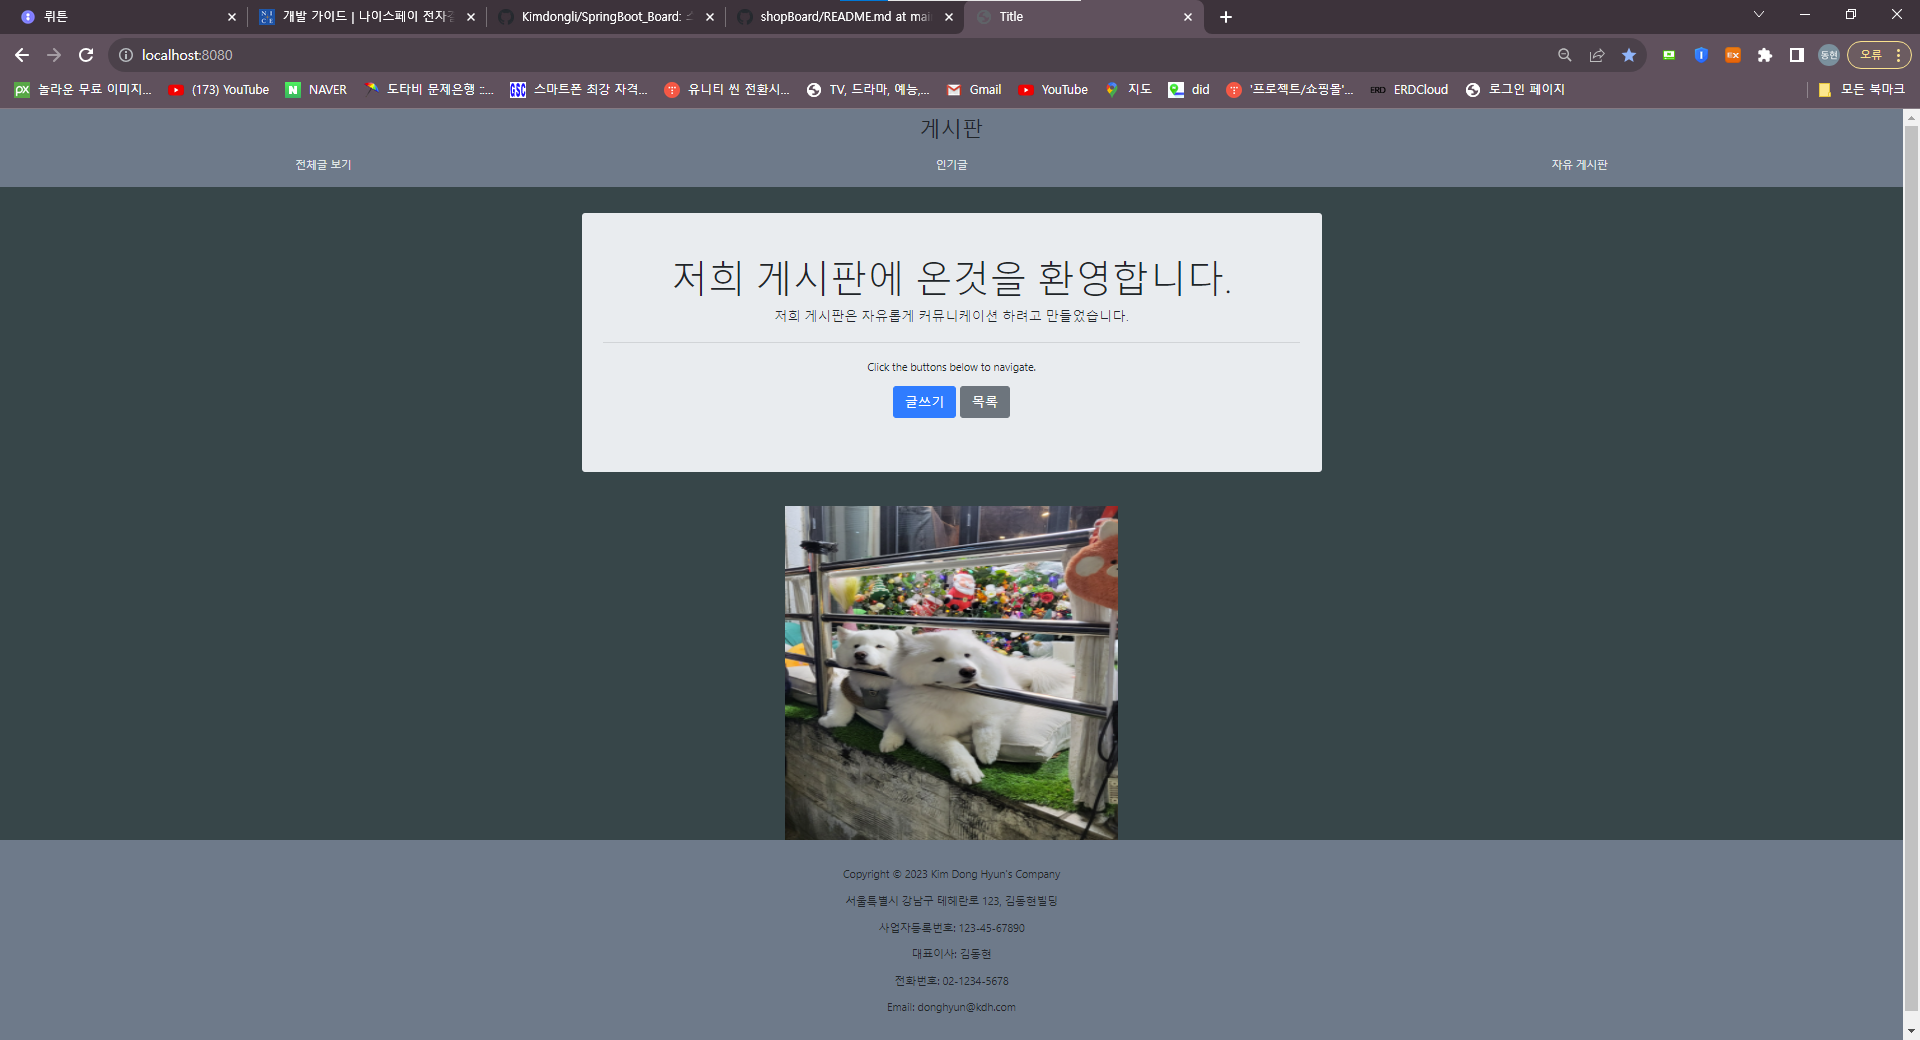 뤼튼
개발 가이드 | 나이스페이 전자
Kimdongli/SpringBoot_Board:
shopBoard/README.md at mai
Title
localhost:8080
동현
오류
놀라운 무료 이미지...
(173) YouTube
NAVER
도타비 문제은행 ::...
스마트폰 최강 자격...
유니티 씬 전환시...
TV, 드라마, 예능,...
Gmail
YouTube
지도
did
'프로젝트/쇼핑몰'...
ERD
ERDCloud
로그인 페이지
모든 북마크
게시판
전체글 보기
인기글
자유 게시판
저희 게시판에 온것을 환영합니다.
저희 게시판은 자유롭게 커뮤니케이션 하려고 만들었습니다.
Click the buttons below to navigate.
글쓰기
목록
Copyright © 2023 Kim Dong Hyun's Company
서울특별시 강남구 테헤란로 123, 김동현빌딩
사업자등록번호: 123-45-67890
대표이사: 김동현
전화번호: 02-1234-5678
Email: donghyun@kdh.com